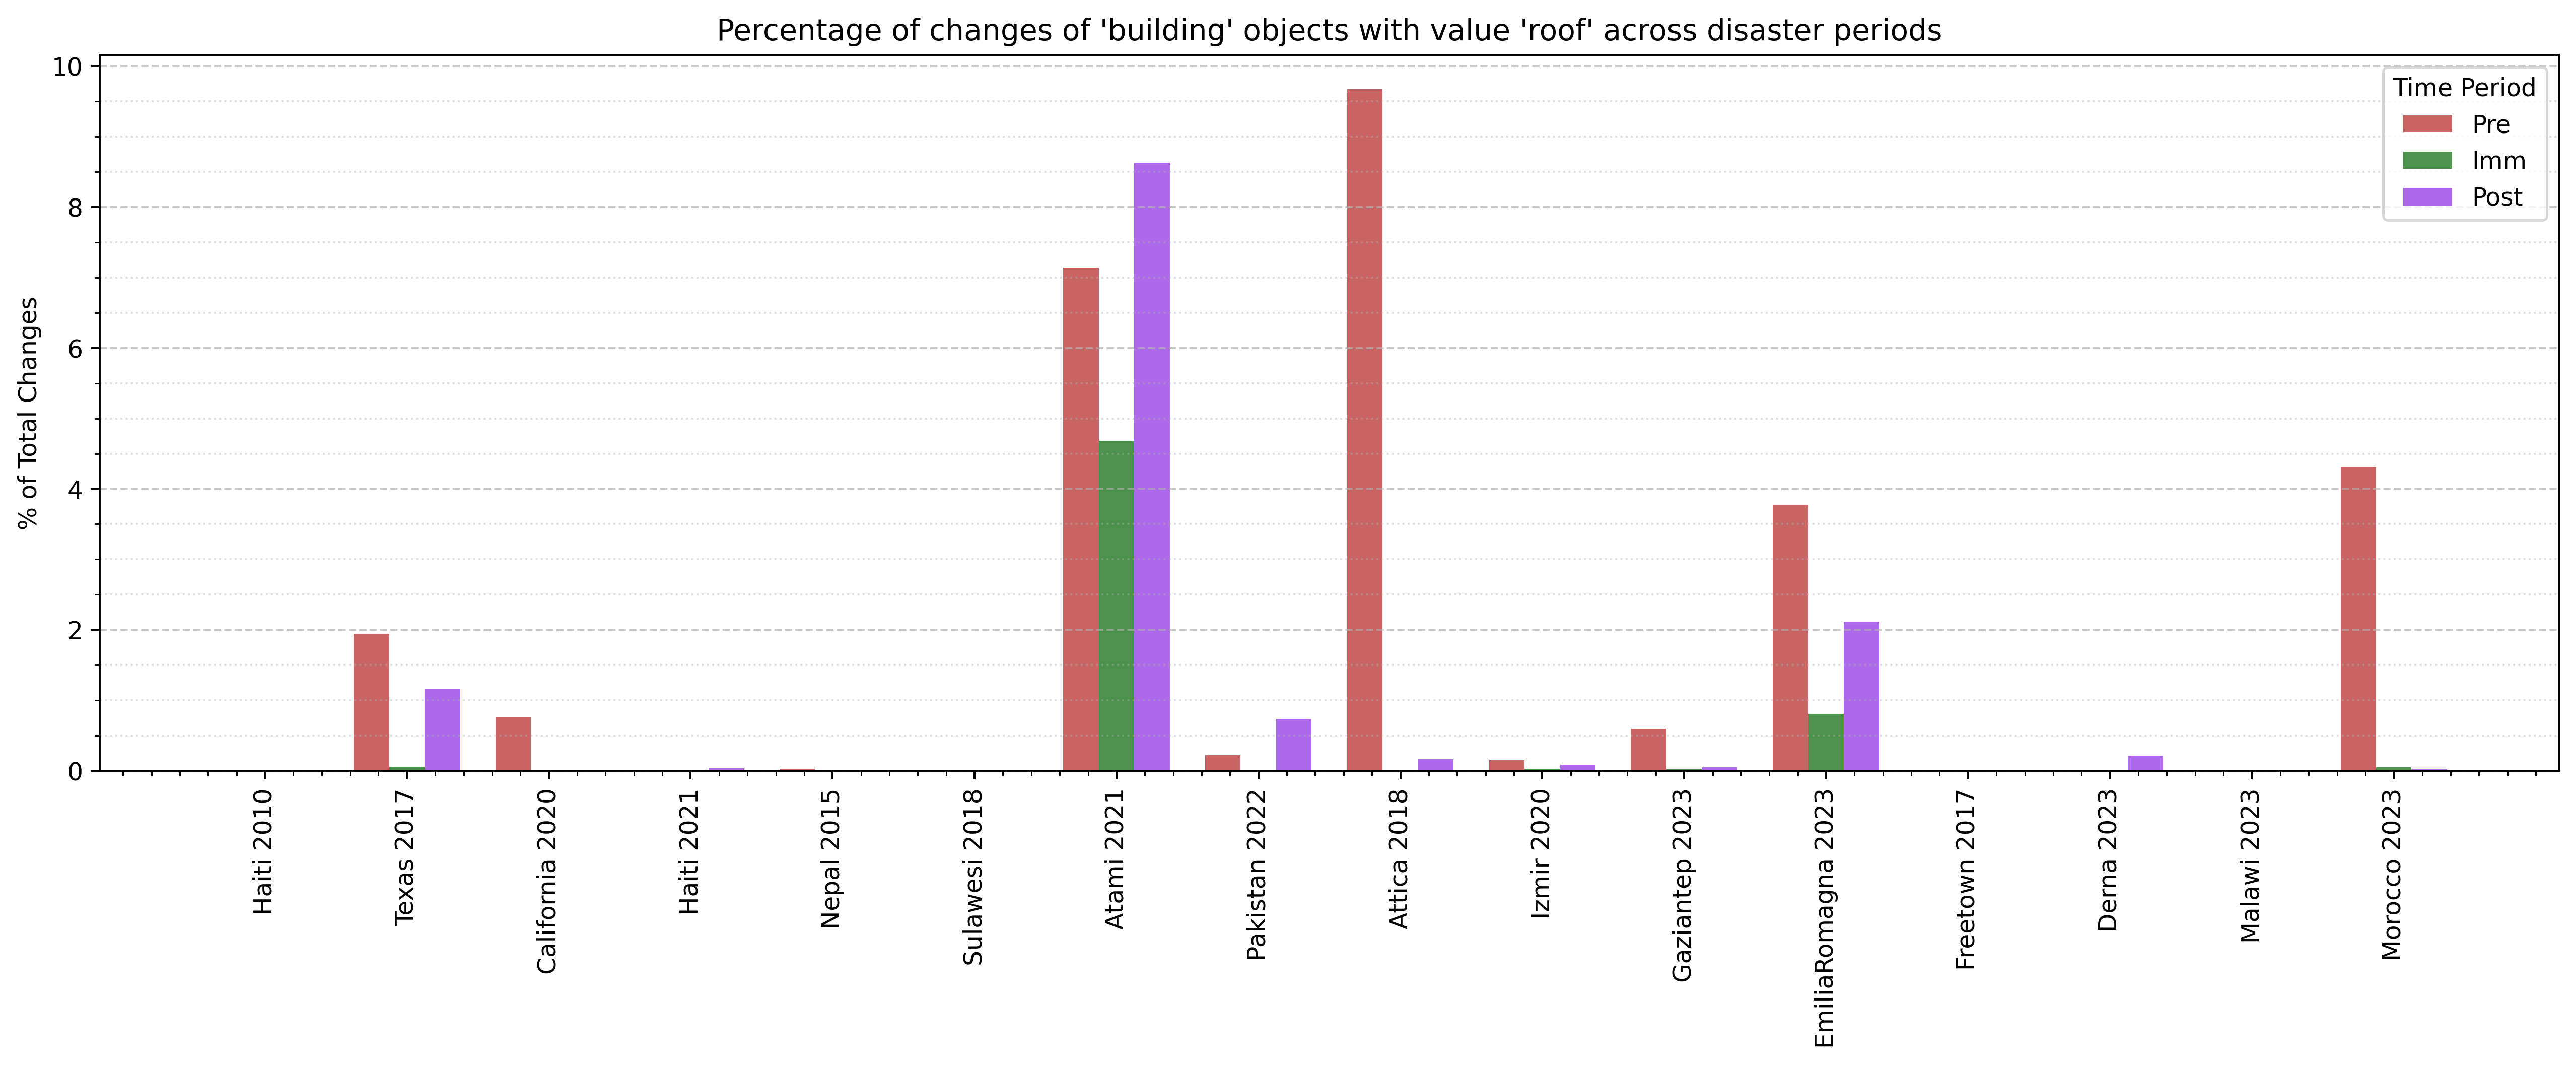 Percentage of changes of 'building' objects with value 'roof' across disaster periods
% of Total Changes
10
8
6
4
2
0
Time Period
Pre
Imm
Post
Haiti 2010
Texas 2017
California 2020
Haiti 2021
Nepal 2015
Sulawesi 2018
Atami 2021
Pakistan 2022
Attica 2018
Izmir 2020
Gaziantep 2023
EmiliaRomagna 2023
Freetown 2017
Derna 2023
Malawi 2023
Morocco 2023